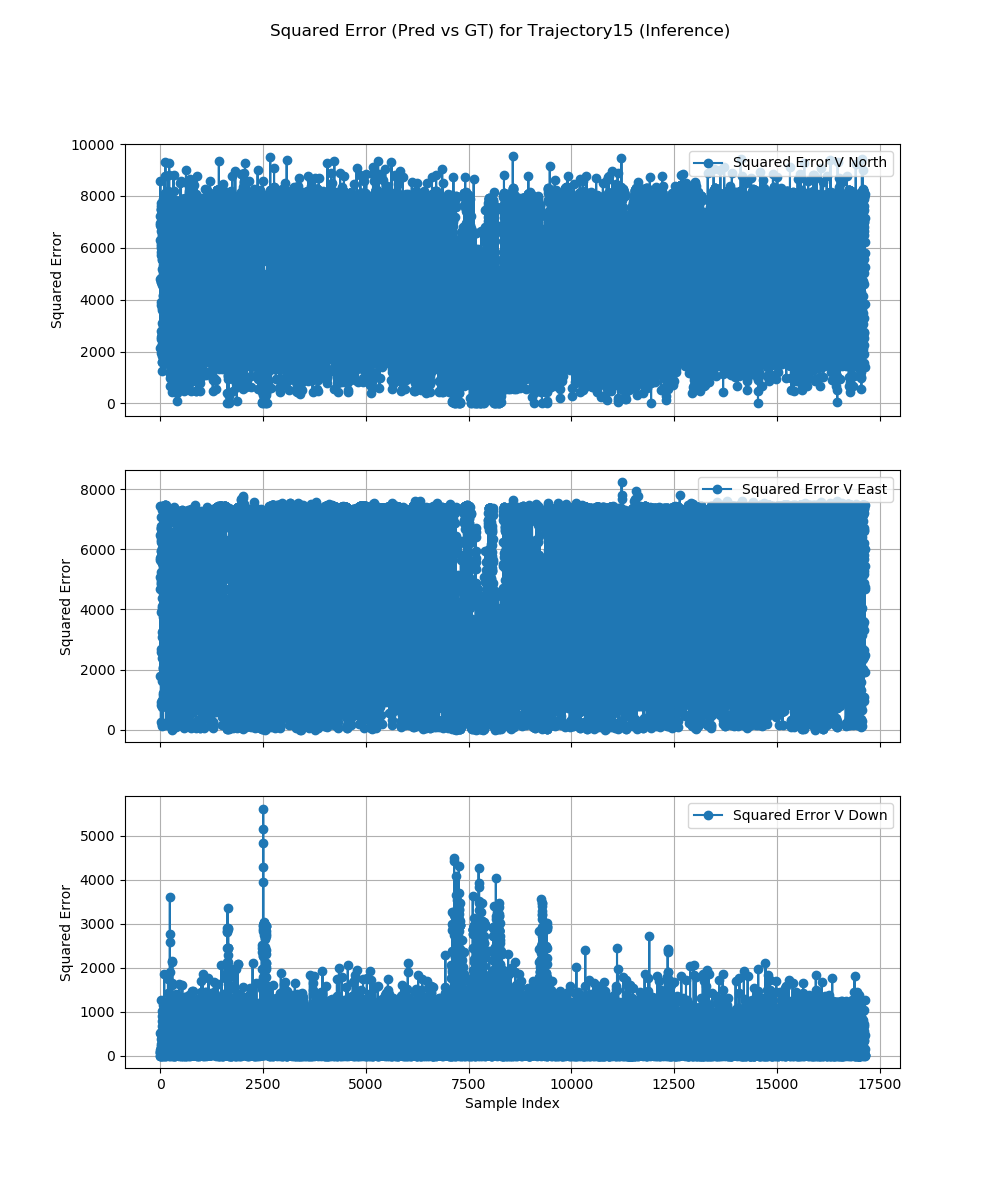 Squared Error (Pred vs GT) for Trajectory15 (Inference)
10000
8000
6000
4000
2000
0
Squared Error
Squared Error V North
8000
6000
4000
2000
0
Squared Error
Squared Error V East
5000
4000
3000
2000
1000
0
Squared Error
Squared Error V Down
0 2500 5000 7500 10000 12500 15000 17500
Sample Index